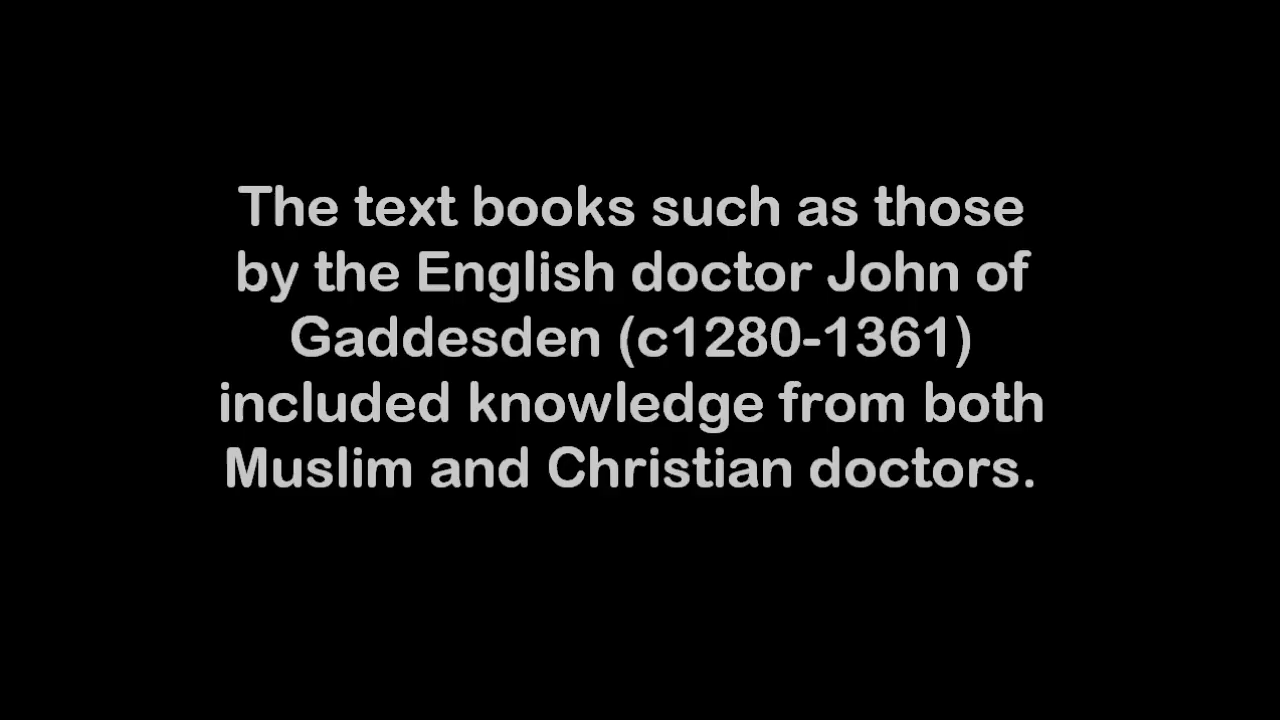 The text books such as those
by the English doctor John of
Gaddesden (c1280-1361)
included knowledge from both
Muslim and Christian doctors.